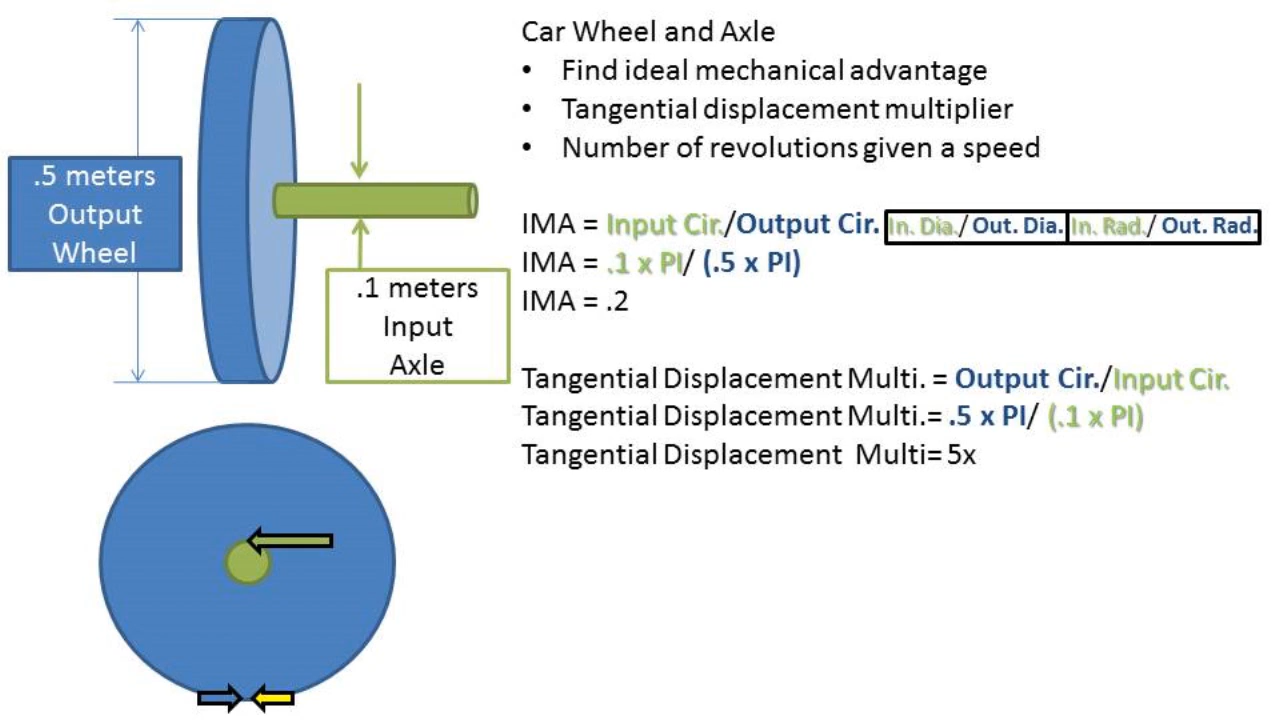 .5 meters
Output
Wheel
.1 meters
Input
Axle
Car Wheel and Axle
• Find ideal mechanical advantage
• Tangential displacement multiplier
• Number of revolutions given a speed
IMA = Input Cir./Output Cir. In. Dia./ Out. Dia. In. Rad./ Out. Rad.
IMA = .1 x PI/ (.5 x PI)
IMA = .2
Tangential Displacement Multi. = Output Cir./Input Cir.
Tangential Displacement Multi.= .5 x PI/ (.1 x PI)
Tangential Displacement Multi= 5x